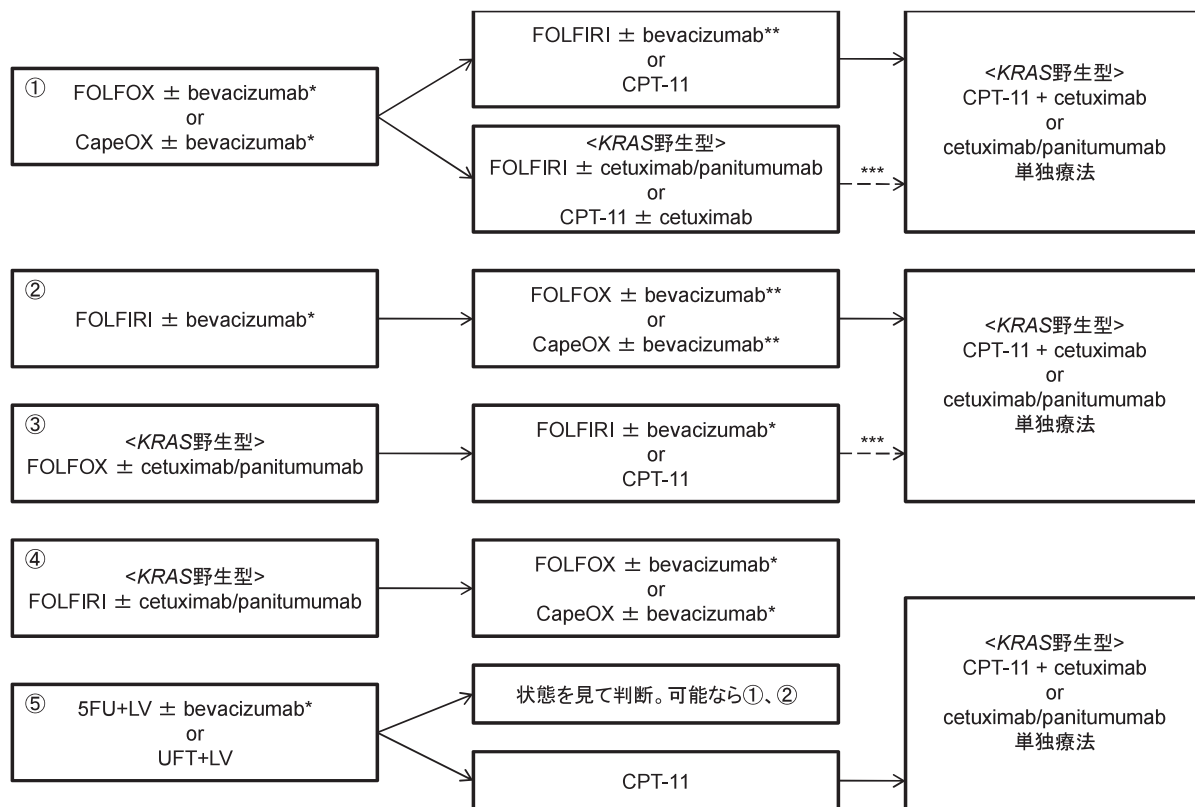 ①
FOLFOX ± bevacizumab*
or
CapeOX ± bevacizumab*
FOLFIRI ± bevacizumab**
or
CPT-11
<KRAS野生型>
FOLFIRI ± cetuximab/panitumumab
or
CPT-11 ± cetuximab
***
<KRAS野生型>
CPT-11 + cetuximab
or
cetuximab/panitumumab
単独療法
②
FOLFIRI ± bevacizumab*
FOLFOX ± bevacizumab**
or
CapeOX ± bevacizumab**
③
<KRAS野生型>
FOLFOX ± cetuximab/panitumumab
FOLFIRI ± bevacizumab*
or
CPT-11
***
<KRAS野生型>
CPT-11 + cetuximab
or
cetuximab/panitumumab
単独療法
④
<KRAS野生型>
FOLFIRI ± cetuximab/panitumumab
FOLFOX ± bevacizumab*
or
CapeOX ± bevacizumab*
⑤
5FU+LV ± bevacizumab*
or
UFT+LV
状態を見て判断。可能なら①、②
CPT-11
<KRAS野生型>
CPT-11 + cetuximab
or
cetuximab/panitumumab
単独療法